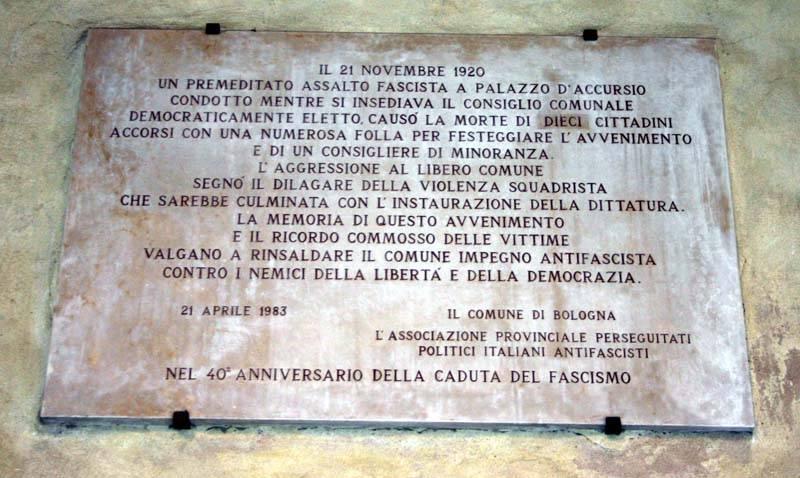 IL 21 NOVEMBRE 1920
UN PREMEDITATO ASSALTO FASCISTA A PALAZZO D'ACCURSIO
CONDOTTO MENTRE SI INSEDIAVA IL CONSIGLIO COMUNALE
DEMOCRATICAMENTE ELETTO, CAUSO' LA MORTE DI DIECI CITTADINI
ACCORSI CON UNA NUMEROSA FOLLA PER FESTEGGIARE L'AVVENIMENTO
E DI UN CONSIGLIERE DI MINORANZA.
L'AGGRESSIONE AL LIBERO COMUNE
SEGNO' IL DILAGARE DELLA VIOLENZA SQUADRISTA
CHE SAREBBE CULMINATA CON L'INSTAURAZIONE DELLA DITTATURA.
LA MEMORIA DI QUESTO AVVENIMENTO
E IL RICORDO COMMOSSO DELLE VITTIME
VALGANO A RINSALDARE IL COMUNE IMPEGNO ANTIFASCISTA
CONTRO I NEMICI DELLA LIBERTA' E DELLA DEMOCRAZIA.
21 APRILE 1983
IL COMUNE DI BOLOGNA
L'ASSOCIAZIONE PROVINCIALE PERSEGUITATI
POLITICI ITALIANI ANTIFASCISTI
NEL 40° ANNIVERSARIO DELLA CADUTA DEL FASCISMO